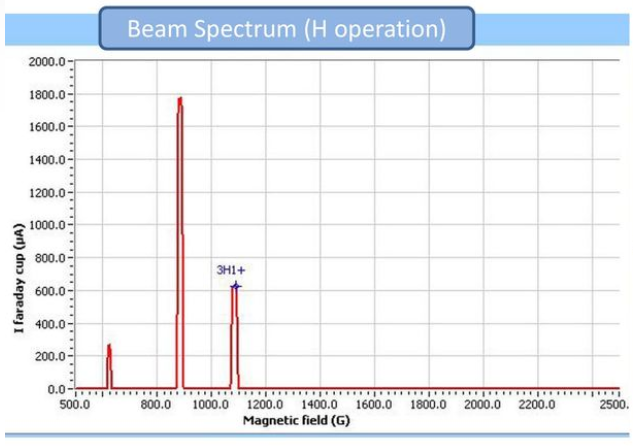 Beam Spectrum (H operation)
2000.0
1800.0
1600.0
1400.0
1200.0
1000.0
800.0
600.0
400.0
200.0
0.0
I faraday cup (µA)
3H1+
500.0 800.0 1000.0 1200.0 1400.0 1600.0 1800.0 2000.0 2200.0 2500.
Magnetic field (G)